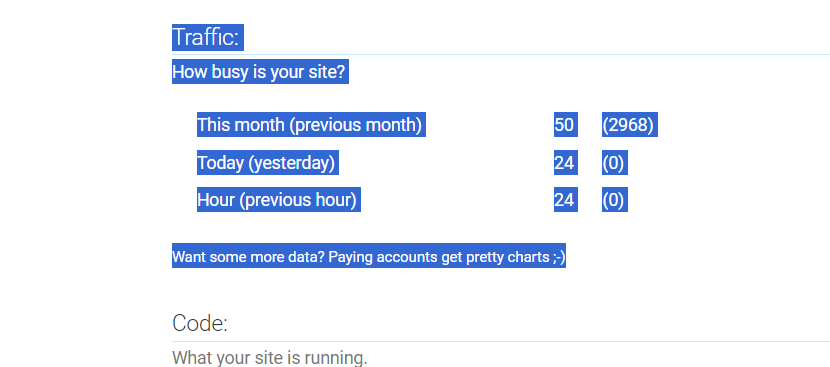 Traffic:
How busy is your site?
This month (previous month) 50 (2968)
Today (yesterday) 24 (0)
Hour (previous hour) 24 (0)
Want some more data? Paying accounts get pretty charts ;-)
Code:
What your site is running.